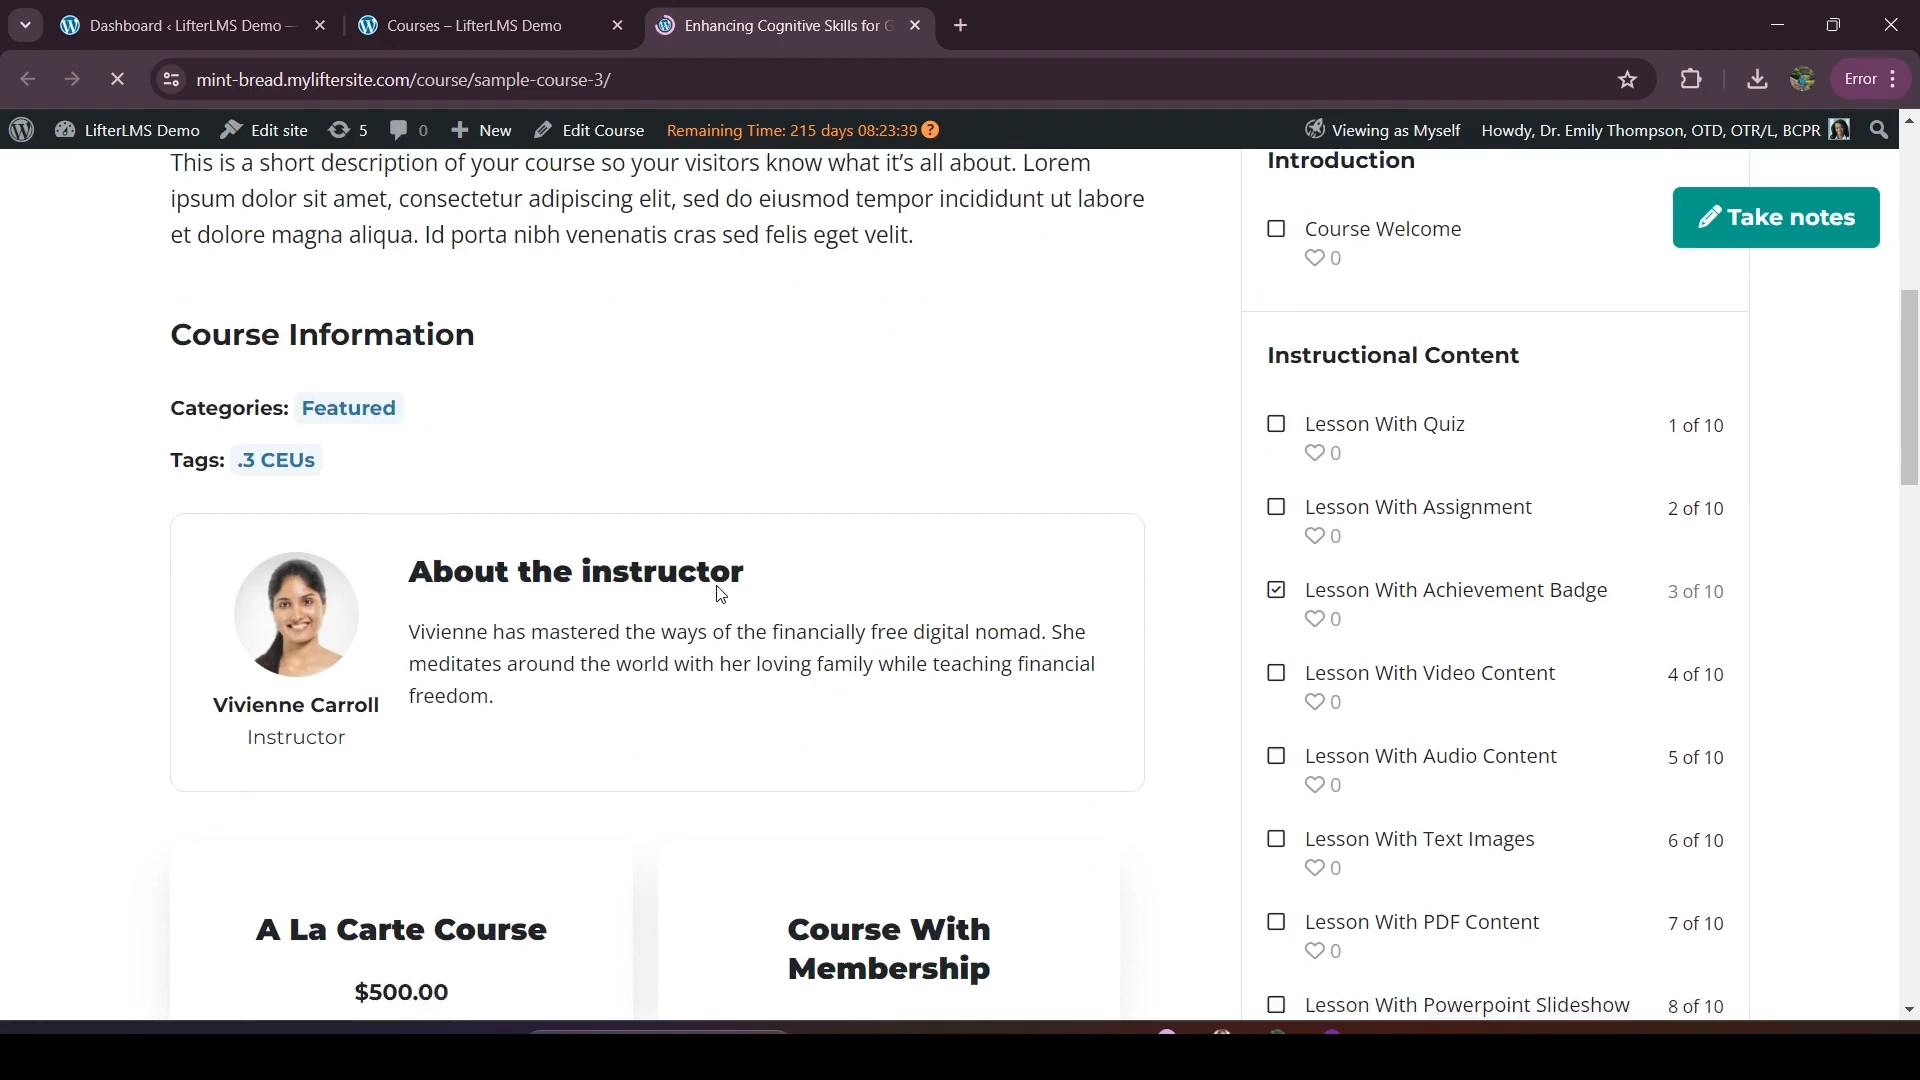 Dashboard ‹ LifterLMS Demo —
Courses – LifterLMS Demo
Enhancing Cognitive Skills for G
mint-bread.myliftersite.com/course/sample-course-3/
Error
LifterLMS Demo
Edit site
5
0
New
Edit Course
Remaining Time: 215 days 08:23:39
Viewing as Myself
Howdy, Dr. Emily Thompson, OTD, OTR/L, BCPR
This is a short description of your course so your visitors know what it’s all about. Lorem
ipsum dolor sit amet, consectetur adipiscing elit, sed do eiusmod tempor incididunt ut labore
et dolore magna aliqua. Id porta nibh venenatis cras sed felis eget velit.
Course Information
Categories: Featured
Tags: .3 CEUs
Vivienne Carroll
Instructor
About the instructor
Vivienne has mastered the ways of the financially free digital nomad. She
meditates around the world with her loving family while teaching financial
freedom.
A La Carte Course
$500.00
Course With
Membership
Introduction
Take notes
Course Welcome
0
Instructional Content
Lesson With Quiz 1 of 10
0
Lesson With Assignment 2 of 10
0
Lesson With Achievement Badge 3 of 10
0
Lesson With Video Content 4 of 10
0
Lesson With Audio Content 5 of 10
0
Lesson With Text Images 6 of 10
0
Lesson With PDF Content 7 of 10
0
Lesson With Powerpoint Slideshow 8 of 10